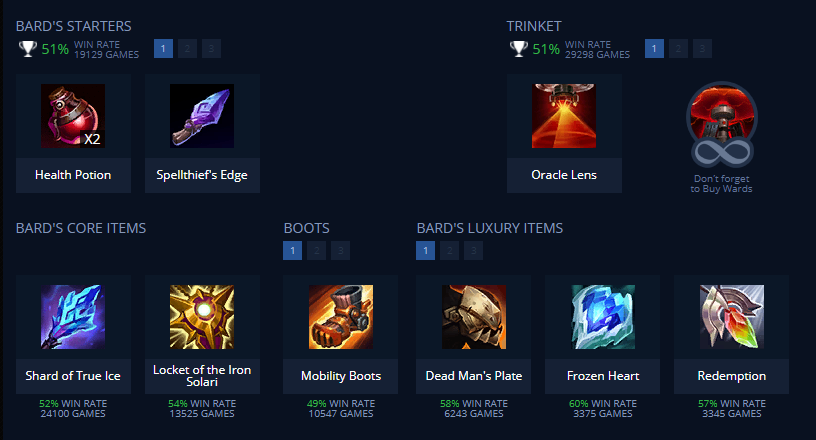 BARD'S STARTERS
51% WIN RATE
19129 GAMES
1 2 3
TRINKET
51% WIN RATE
29298 GAMES
1 2 3
X2
Health Potion
Spellthief's Edge
Oracle Lens
Don't forget
to Buy Wards
BARD'S CORE ITEMS
BOOTS
1 2 3
BARD'S LUXURY ITEMS
1 2 3
Shard of True Ice
52% WIN RATE
24100 GAMES
Locket of the Iron
Solari
54% WIN RATE
13525 GAMES
Mobility Boots
49% WIN RATE
10547 GAMES
Dead Man's Plate
58% WIN RATE
6243 GAMES
Frozen Heart
60% WIN RATE
3375 GAMES
Redemption
57% WIN RATE
3345 GAMES